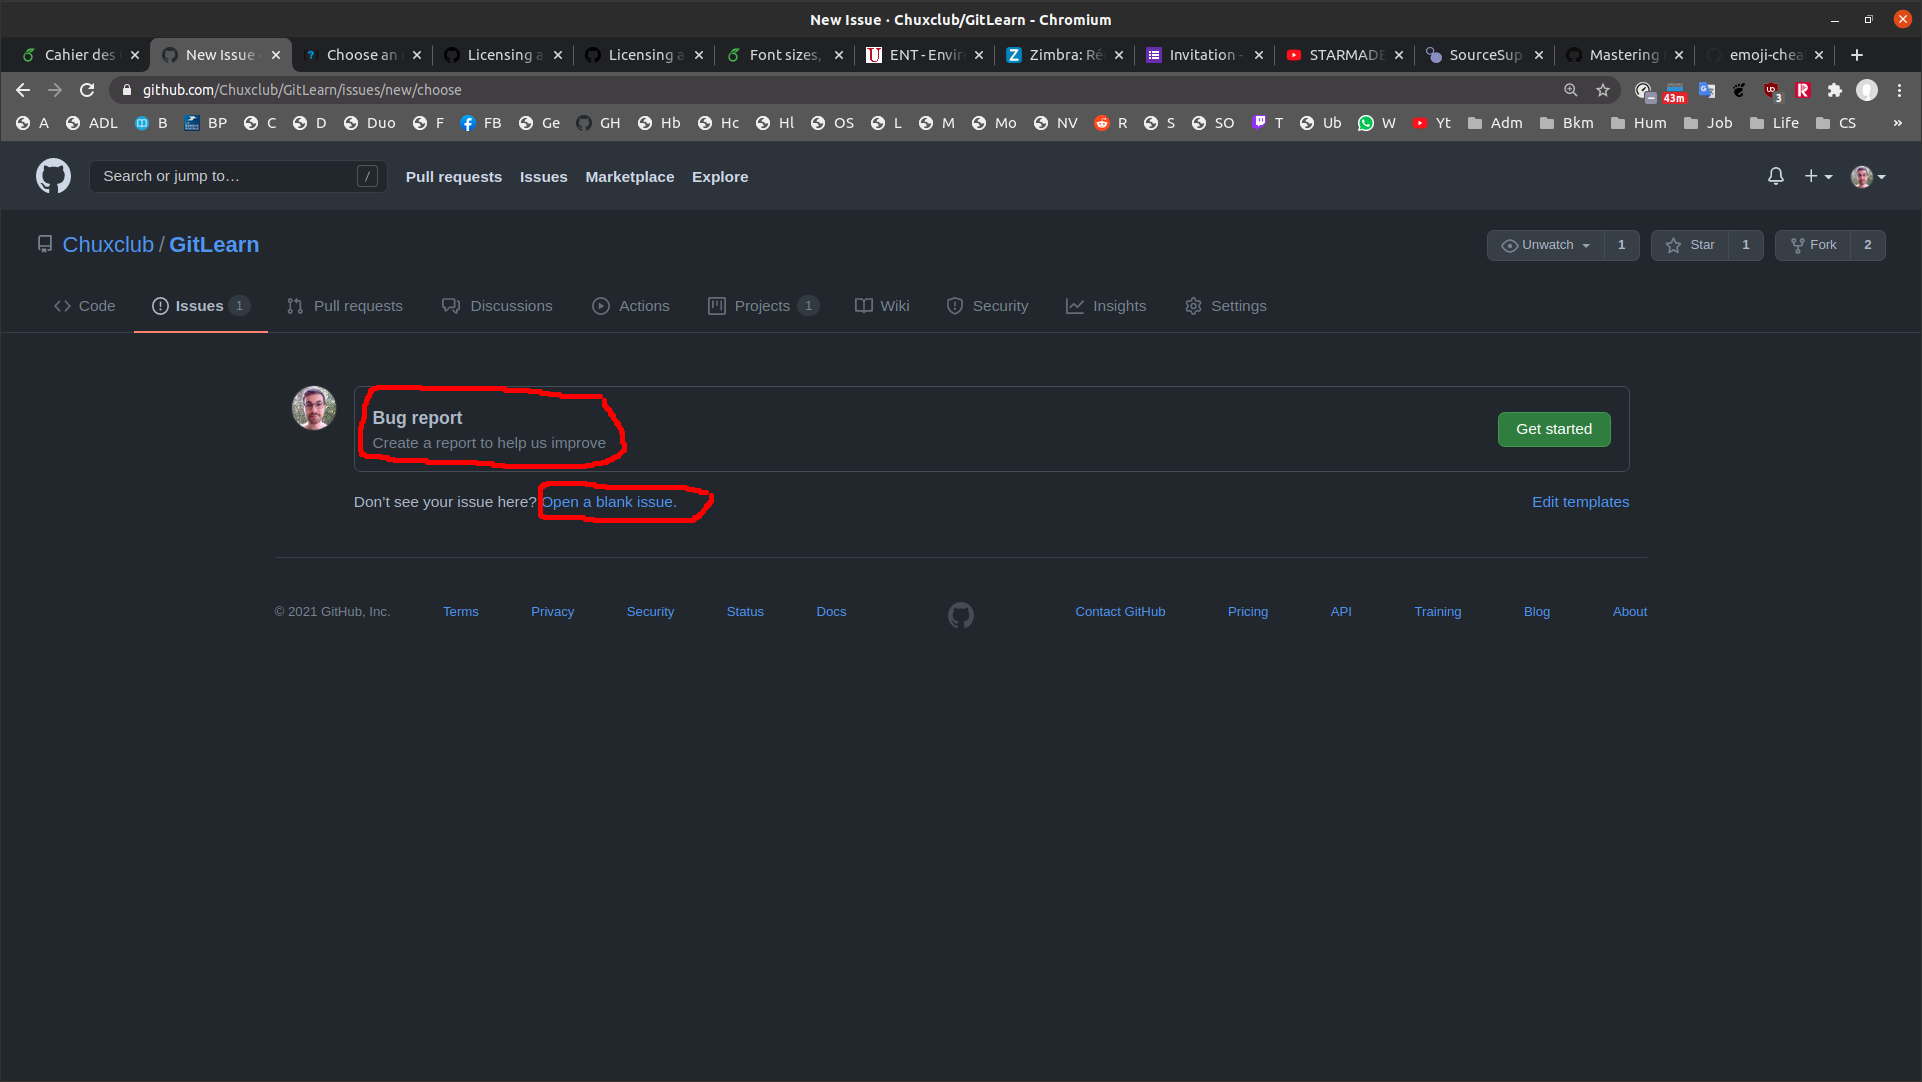 New Issue · Chuxclub/GitLearn - Chromium
Cahier des New Issue Choose an Licensing a Licensing a Font sizes, ENT - Envir Zimbra: Ré Invitation - STARMADE SourceSup Mastering emoji-chea
github.com/Chuxclub/GitLearn/issues/new/choose 43m 3
A ADL B BP C D Duo F FB Ge GH Hb Hc Hl OS L M Mo NV R S SO T Ub W Yt Adm Bkm Hum Job Life CS »
Search or jump to… / Pull requests Issues Marketplace Explore
Chuxclub / GitLearn Unwatch 1 Star 1 Fork 2
Code Issues 1 Pull requests Discussions Actions Projects 1 Wiki Security Insights Settings
Bug report
Create a report to help us improve
Get started
Don’t see your issue here? Open a blank issue. Edit templates
© 2021 GitHub, Inc. Terms Privacy Security Status Docs Contact GitHub Pricing API Training Blog About